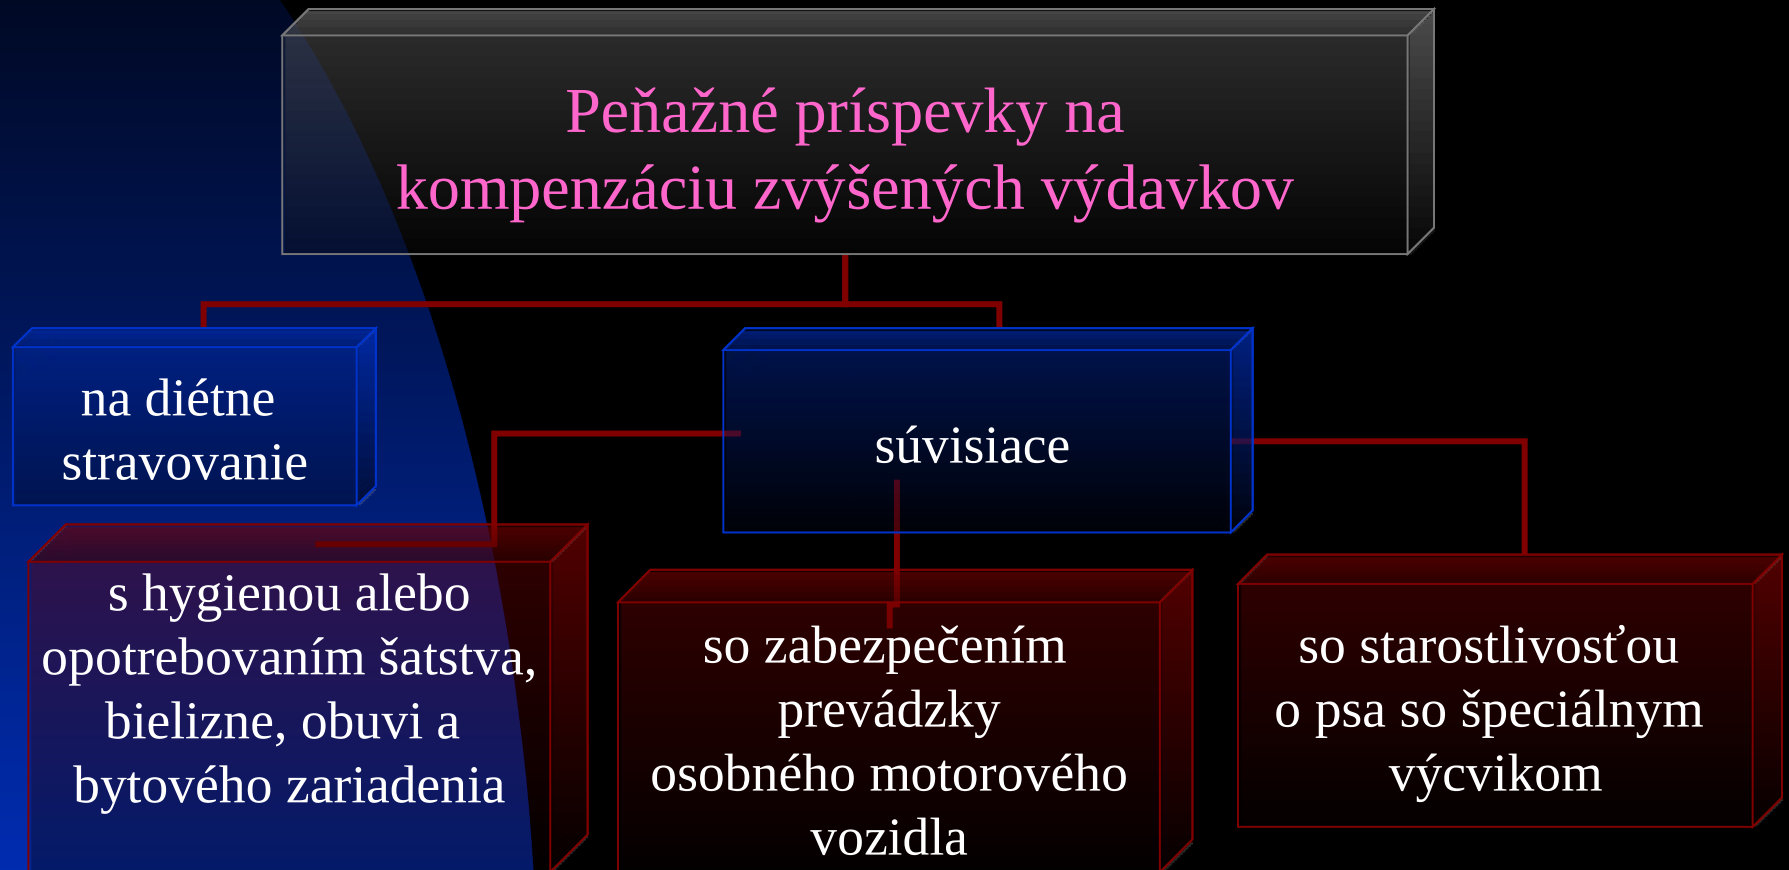 Peňažné príspevky na
kompenzáciu zvýšených výdavkov
na diétne
stravovanie
súvisiace
s hygienou alebo
opotrebovaním šatstva,
bielizne, obuvi a
bytového zariadenia
so zabezpečením
prevádzky
osobného motorového
vozidla
so starostlivosťou
o psa so špeciálnym
výcvikom